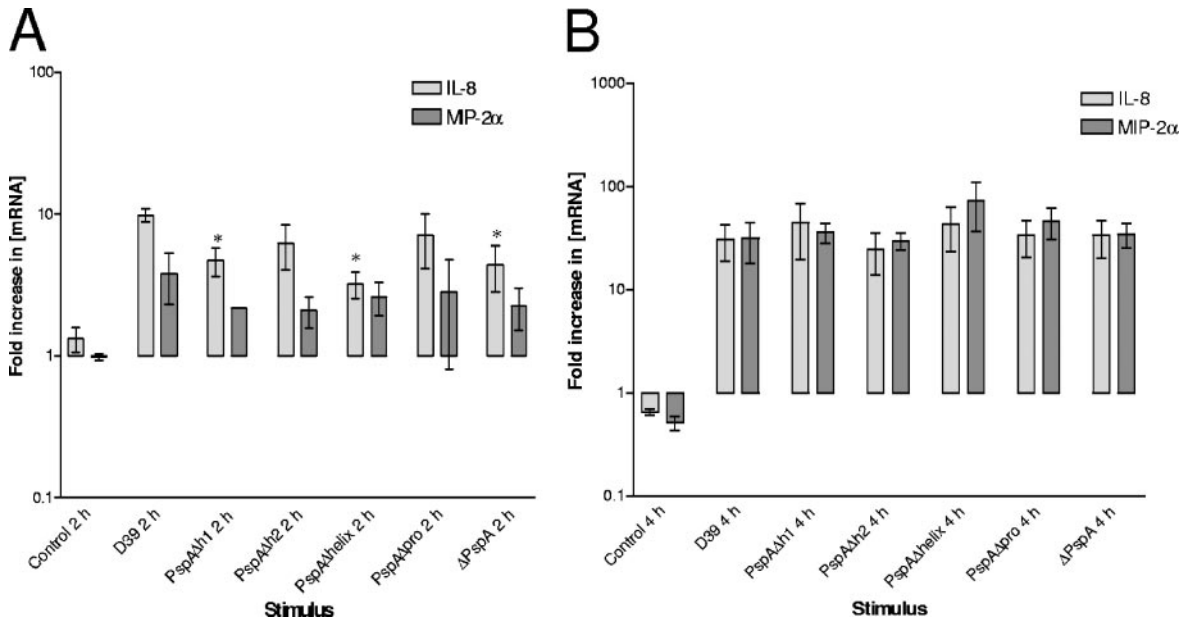 A
Fold increase in [mRNA]
100
10
1
0.1
IL-8
MIP-2α
*
*
*
Control 2 h
D39 2 h
PspAΔh1 2 h
PspAΔh2 2 h
PspAΔhelix 2 h
PspAΔpro 2 h
ΔPspA 2 h
Stimulus
B
Fold increase in [mRNA]
1000
100
10
1
0.1
IL-8
MIP-2α
Control 4 h
D39 4 h
PspAΔh1 4 h
PspAΔh2 4 h
PspAΔhelix 4 h
PspAΔpro 4 h
ΔPspA 4 h
Stimulus